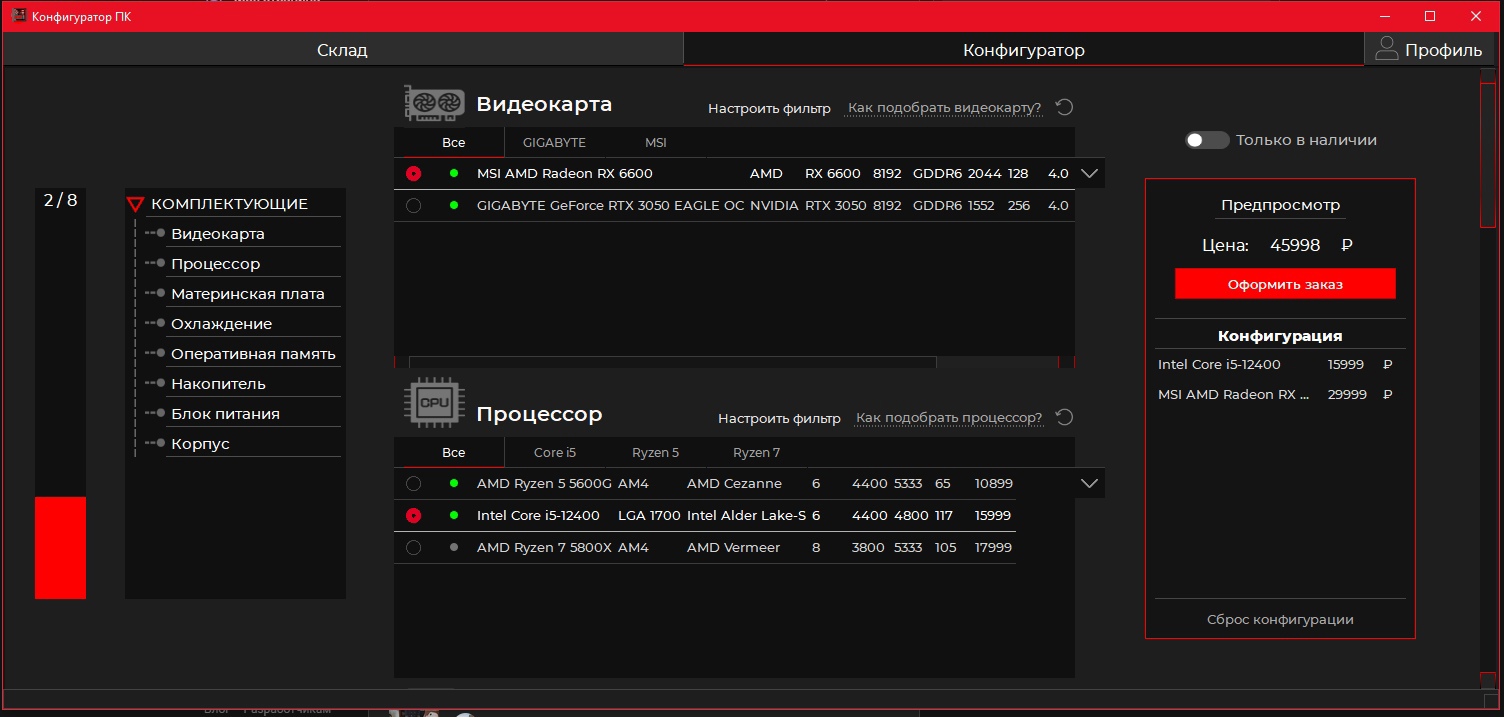 Конфигуратор ПК
Склад
Конфигуратор
Профиль
Видеокарта
Настроить фильтр
Как подобрать видеокарту?
Все GIGABYTE MSI
MSI AMD Radeon RX 6600 AMD RX 6600 8192 GDDR6 2044 128 4.0
GIGABYTE GeForce RTX 3050 EAGLE OC NVIDIA RTX 3050 8192 GDDR6 1552 256 4.0
2 / 8
КОМПЛЕКТУЮЩИЕ
Видеокарта
Процессор
Материнская плата
Охлаждение
Оперативная память
Накопитель
Блок питания
Корпус
CPU
Процессор
Настроить фильтр
Как подобрать процессор?
Все Core i5 Ryzen 5 Ryzen 7
AMD Ryzen 5 5600G AM4 AMD Cezanne 6 4400 5333 65 10899
Intel Core i5-12400 LGA 1700 Intel Alder Lake-S 6 4400 4800 117 15999
AMD Ryzen 7 5800X AM4 AMD Vermeer 8 3800 5333 105 17999
Только в наличии
Предпросмотр
Цена: 45998 ₽
Оформить заказ
Конфигурация
Intel Core i5-12400 15999 ₽
MSI AMD Radeon RX ... 29999 ₽
Сброс конфигурации